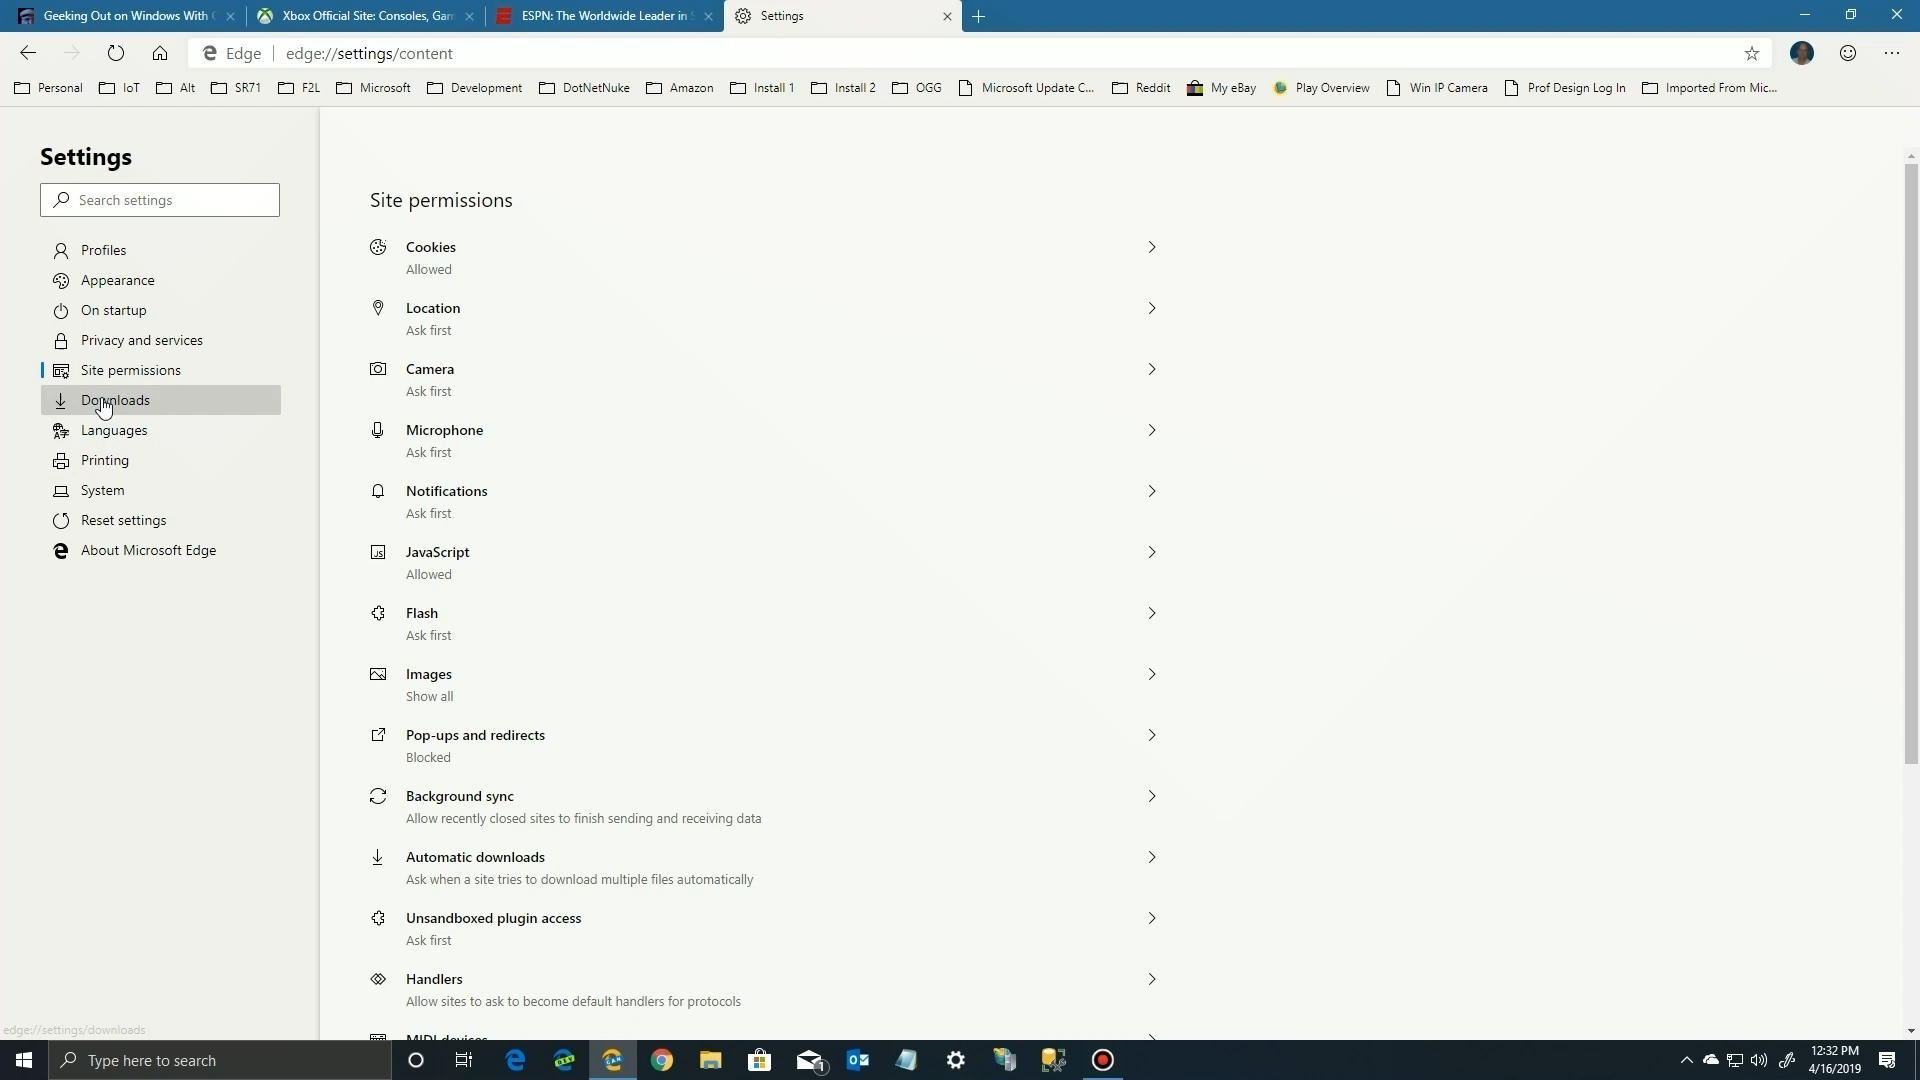 Geeking Out on Windows With
Xbox Official Site: Consoles, Gam
ESPN: The Worldwide Leader in S
Settings
Edge
edge://settings/content
Personal
IoT
Alt
SR71
F2L
Microsoft
Development
DotNetNuke
Amazon
Install 1
Install 2
OGG
Microsoft Update C...
Reddit
My eBay
Play Overview
Win IP Camera
Prof Design Log In
Imported From Mic...
Settings
Search settings
Profiles
Appearance
On startup
Privacy and services
Site permissions
Downloads
Languages
Printing
System
Reset settings
About Microsoft Edge
Site permissions
Cookies
Allowed
Location
Ask first
Camera
Ask first
Microphone
Ask first
Notifications
Ask first
JS
JavaScript
Allowed
Flash
Ask first
Images
Show all
Pop-ups and redirects
Blocked
Background sync
Allow recently closed sites to finish sending and receiving data
Automatic downloads
Ask when a site tries to download multiple files automatically
Unsandboxed plugin access
Ask first
Handlers
Allow sites to ask to become default handlers for protocols
MIDI devices
edge://settings/downloads
Type here to search
DEV
CAN
1
12:32 PM
4/16/2019